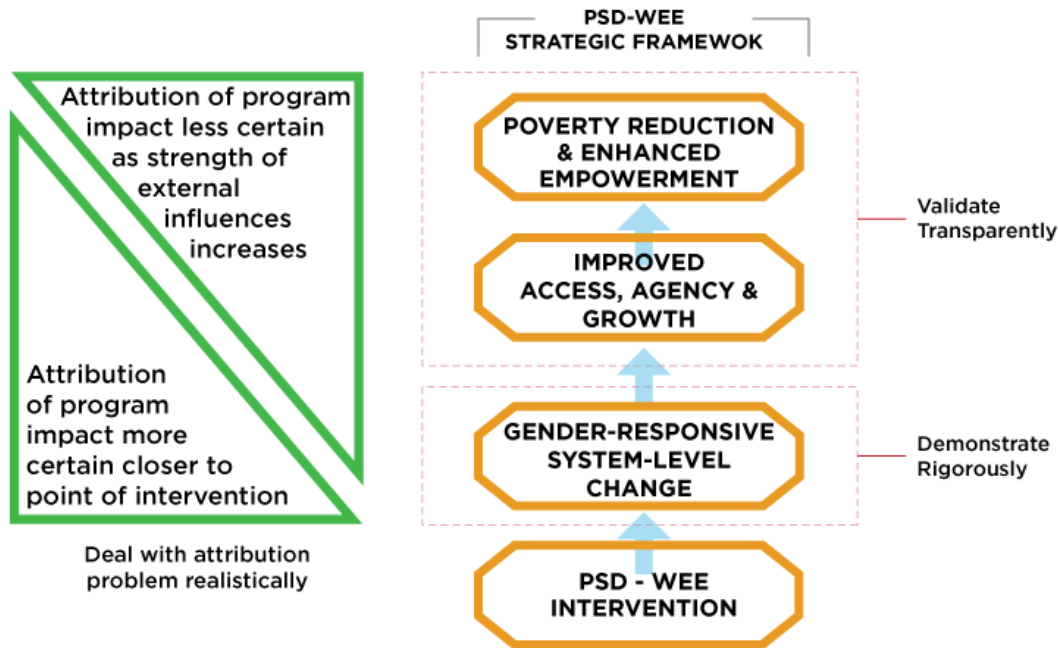 PSD-WEE
STRATEGIC FRAMEWOK
Attribution of program
impact less certain
as strength of
external
influences
increases
Attribution
of program
impact more
certain closer to
point of intervention
Deal with attribution
problem realistically
POVERTY REDUCTION
& ENHANCED
EMPOWERMENT
IMPROVED
ACCESS, AGENCY &
GROWTH
GENDER-RESPONSIVE
SYSTEM-LEVEL
CHANGE
PSD - WEE
INTERVENTION
Validate
Transparently
Demonstrate
Rigorously